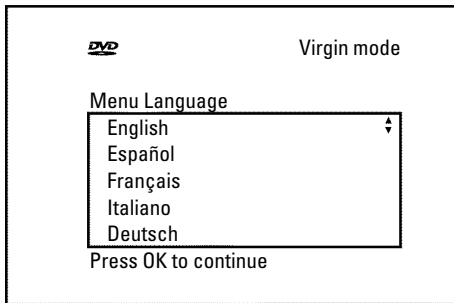 DVD
Virgin mode
Menu Language
English
Español
Français
Italiano
Deutsch
Press OK to continue